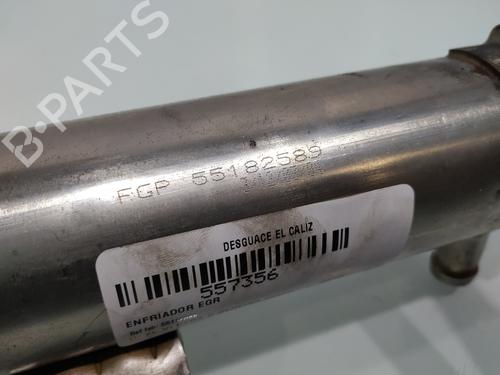 FGP 55182589
DESGUACE EL CALIZ
557356
ENFRIADOR EGR
B-PARTS